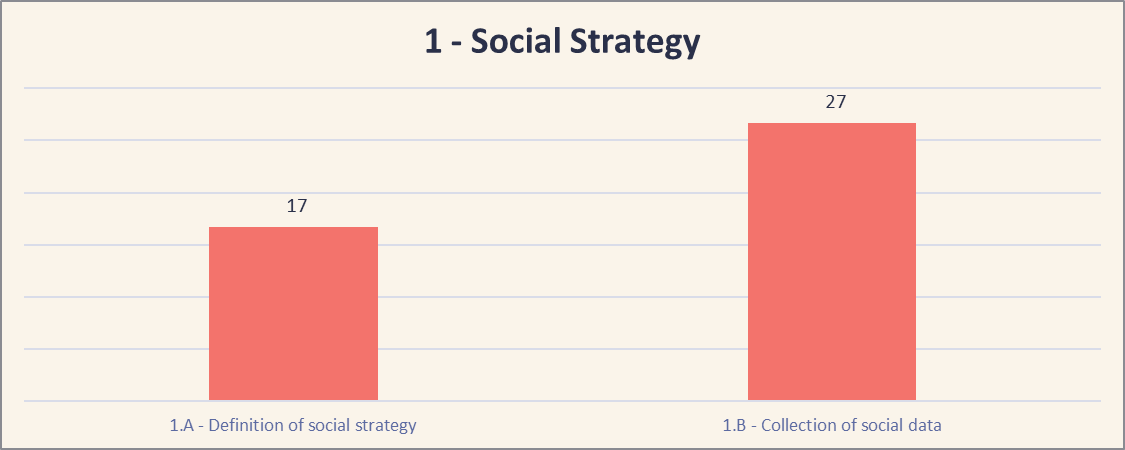 1 - Social Strategy
27
17
1.A - Definition of social strategy
1.B - Collection of social data